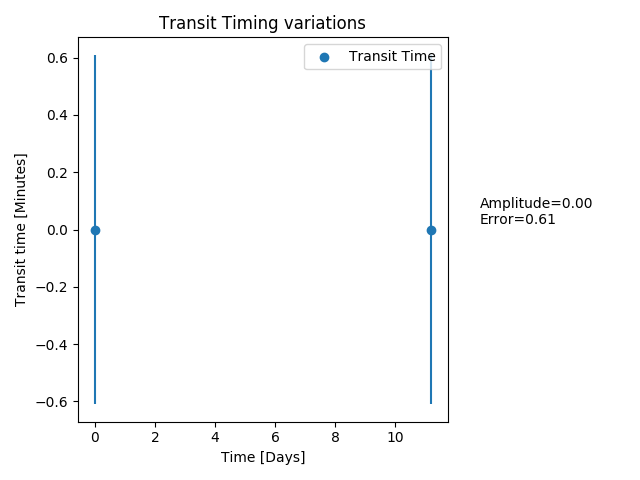 Transit Timing variations
Transit Time
0.6
0.4
0.2
0.0
−0.2
−0.4
−0.6
Transit time [Minutes]
Amplitude=0.00
Error=0.61
0 2 4 6 8 10
Time [Days]